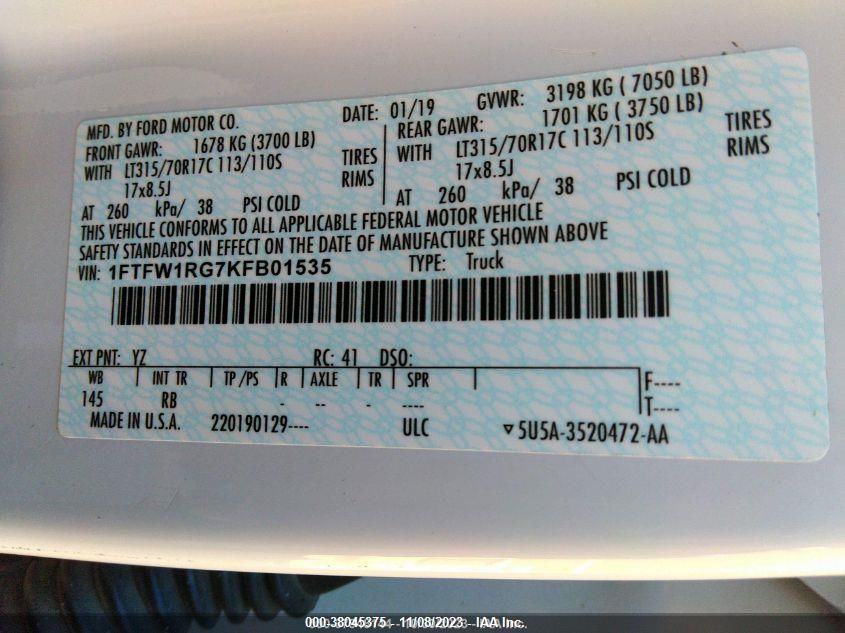 MFD. BY FORD MOTOR CO. DATE: 01/19 GVWR: 3198 KG ( 7050 LB)
FRONT GAWR: 1678 KG (3700 LB) REAR GAWR: 1701 KG ( 3750 LB)
WITH LT315/70R17C 113/110S TIRES WITH LT315/70R17C 113/110S TIRES
17x8.5J RIMS 17x8.5J RIMS
AT 260 kPa/ 38 PSI COLD AT 260 kPa/ 38 PSI COLD
THIS VEHICLE CONFORMS TO ALL APPLICABLE FEDERAL MOTOR VEHICLE
SAFETY STANDARDS IN EFFECT ON THE DATE OF MANUFACTURE SHOWN ABOVE
VIN: 1FTFW1RG7KFB01535 TYPE: Truck
EXT PNT: YZ RC: 41 DSO:
WB INT TR TP /PS R AXLE TR SPR F----
145 RB - -- - ---- T----
MADE IN U.S.A. 220190129---- ULC ▿5U5A-3520472-AA
000-38045375 - 11/08/2023 - IAA Inc.